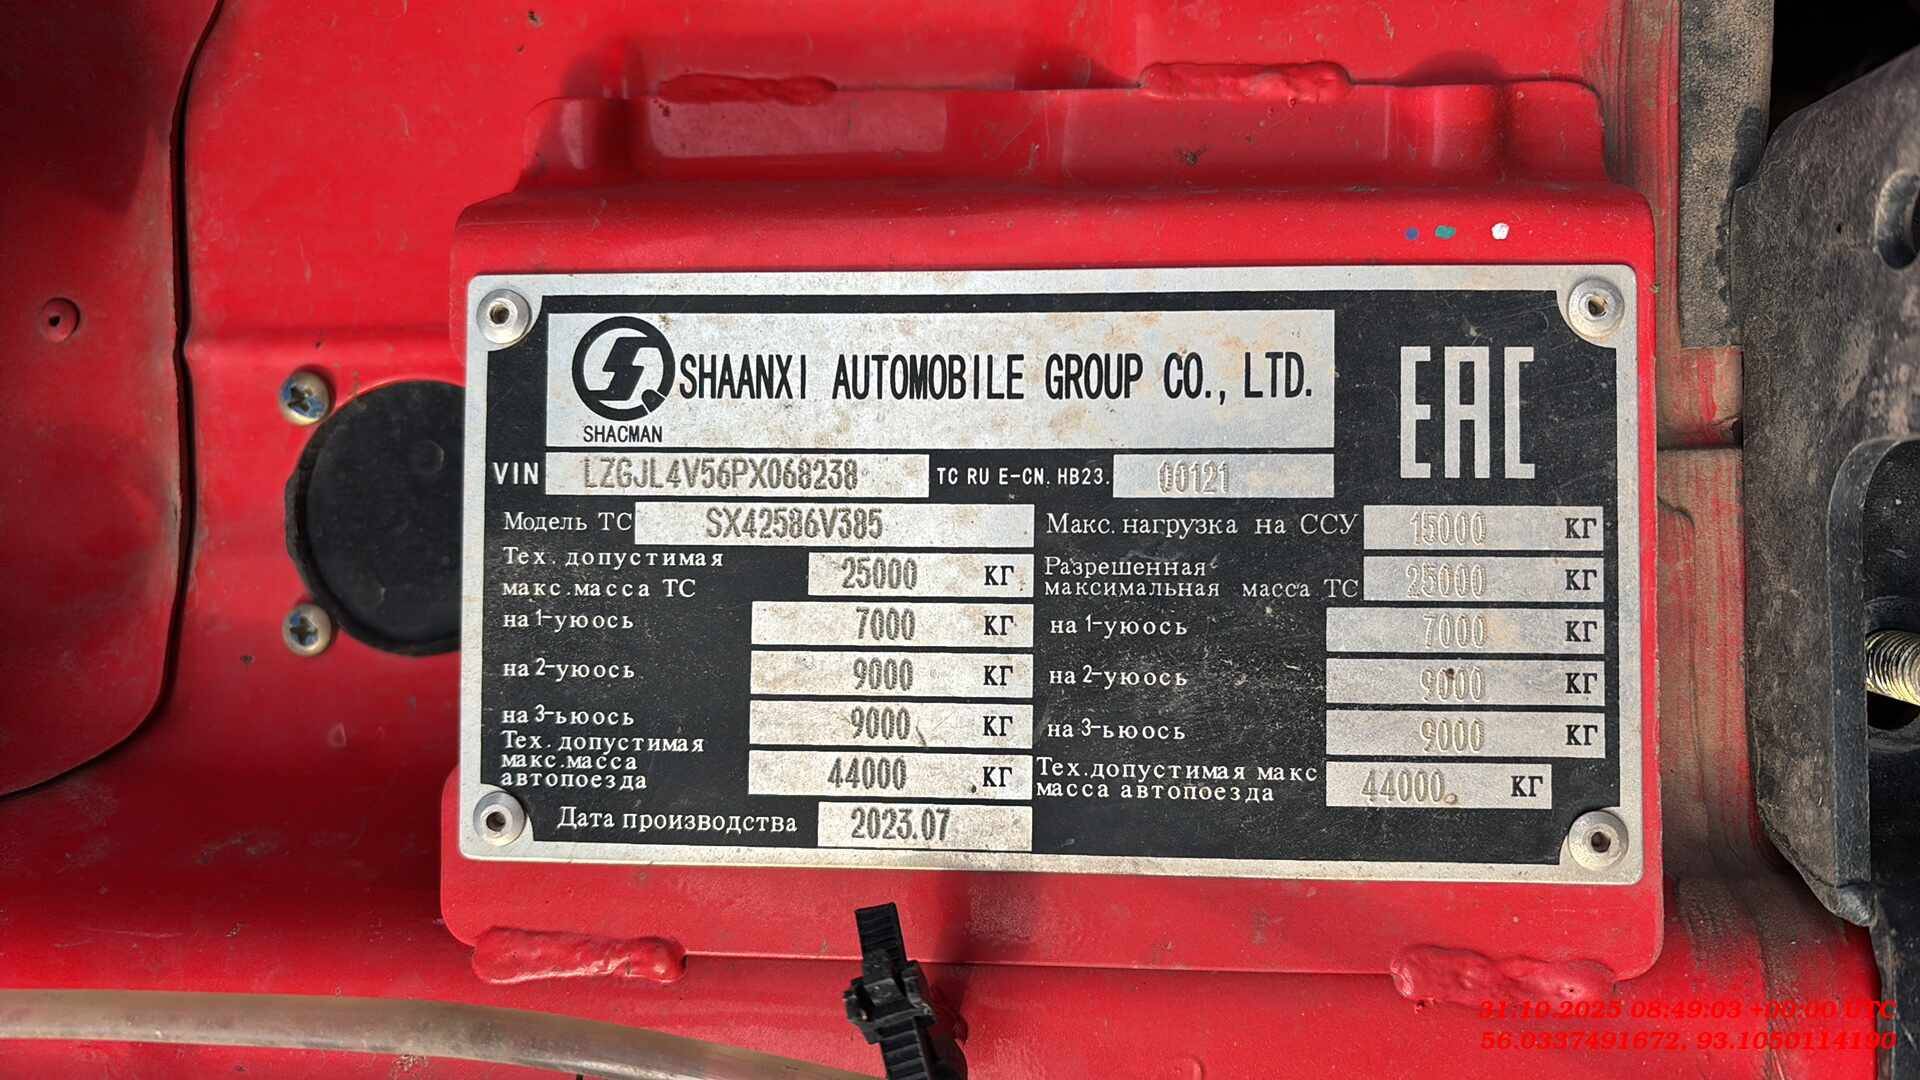 SHAANXI AUTOMOBILE GROUP CO., LTD.
SHACMAN
EAC
VIN LZGJL4V56PX068238 TC RU E-CN.HB23. 00121
Модель ТС SX42586V385
Макс.нагрузка на ССУ 15000 КГ
Тех.допустимая
макс.масса ТС 25000 КГ
Разрешенная
максимальная масса ТС 25000 КГ
на 1-уюось 7000 КГ
на 1-уюось 7000 КГ
на 2-уюось 9000 КГ
на 2-уюось 9000 КГ
на 3-ьюось 9000 КГ
на 3-ьюось 9000 КГ
Тех.допустимая
макс.масса
автопоезда 44000 КГ
Тех.допустимая макс
масса автопоезда 44000 КГ
Дата производства 2023.07
31.10.2025 08:49:03 +00:00 UTC
56.0337491672, 93.1050114190